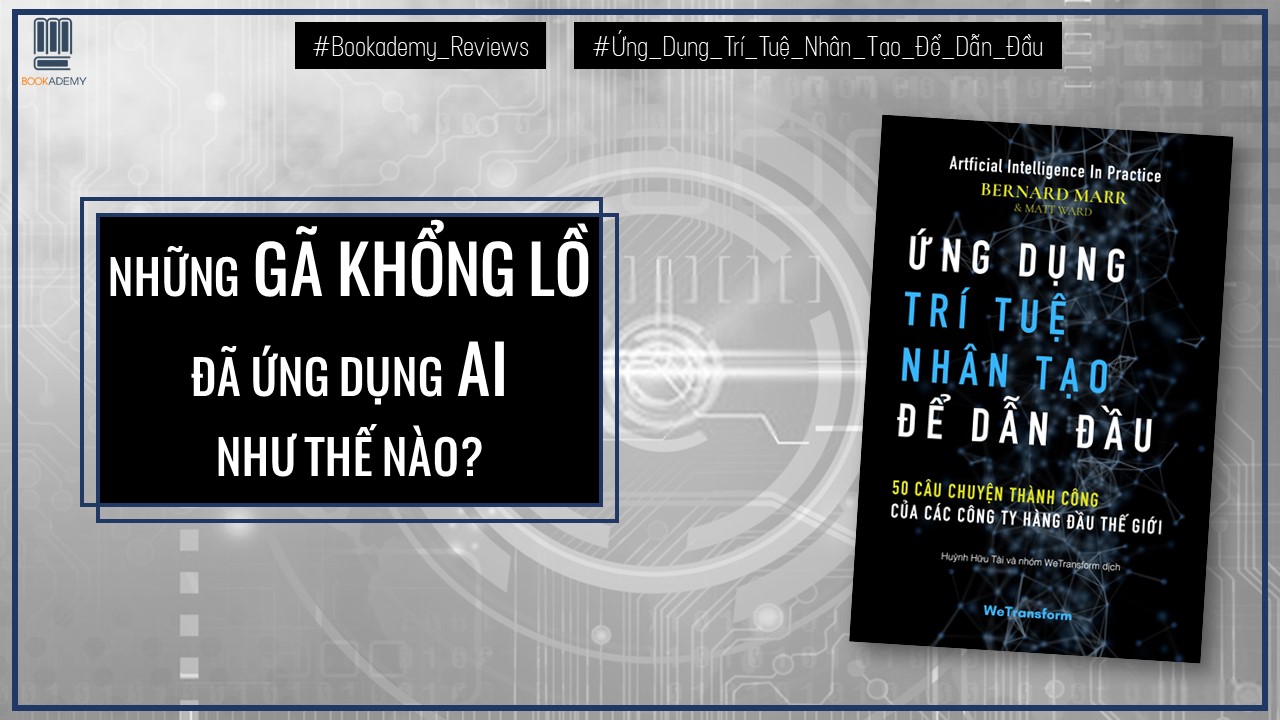 BOOKADEMY
#Bookademy_Reviews
#Ứng_Dụng_Trí_Tuệ_Nhân_Tạo_Để_Dẫn_Đầu
NHỮNG GÃ KHỔNG LỒ
ĐÃ ỨNG DỤNG AI
NHƯ THẾ NÀO?
Artficial Intelligence In Practice
BERNARD MARR
& MATT WARD
ỨNG DỤNG
TRÍ TUỆ
NHÂN TẠO
ĐỂ DẪN ĐẦU
50 CÂU CHUYỆN THÀNH CÔNG
CỦA CÁC CÔNG TY HÀNG ĐẦU THẾ GIỚI
Huỳnh Hữu Tài và nhóm WeTransform dịch
WeTransform